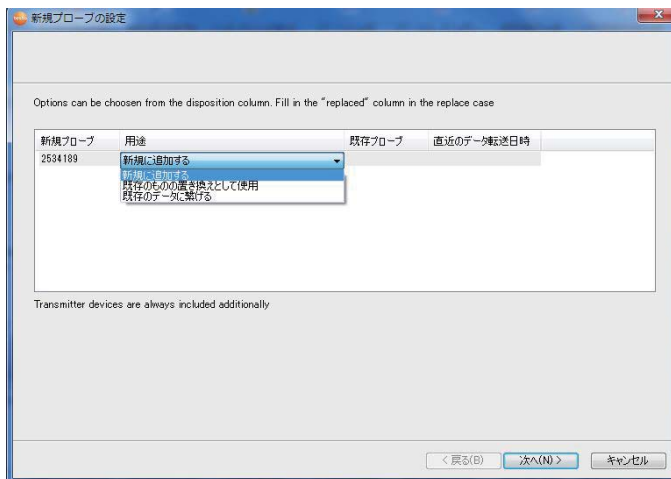 新規プローブの設定
Options can be choosen from the disposition column. Fill in the "replaced" column in the replace case
新規プローブ 用途 既存プローブ 直近のデータ転送日時
2534189 新規に追加する
新規に追加する
既存のものの置き換えとして使用
既存のデータに繋げる
Transmitter devices are always included additionally
< 戻る(B) 次へ(N) > キャンセル